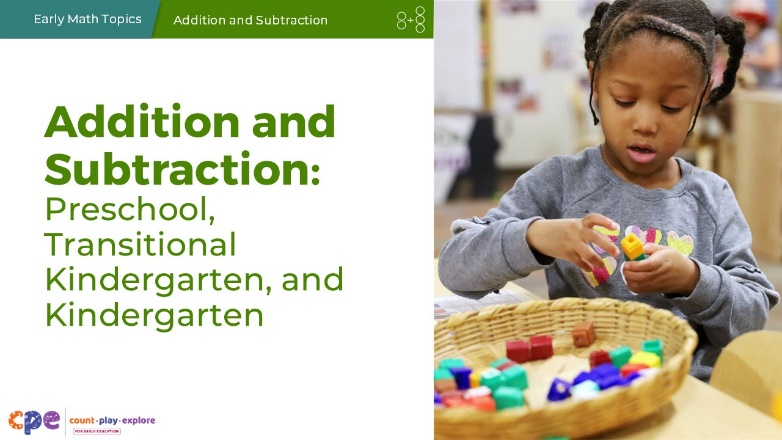 Early Math Topics
Addition and Subtraction
Addition and
Subtraction:
Preschool,
Transitional
Kindergarten, and
Kindergarten
cpe
count·play·explore
FOR EARLY EDUCATION